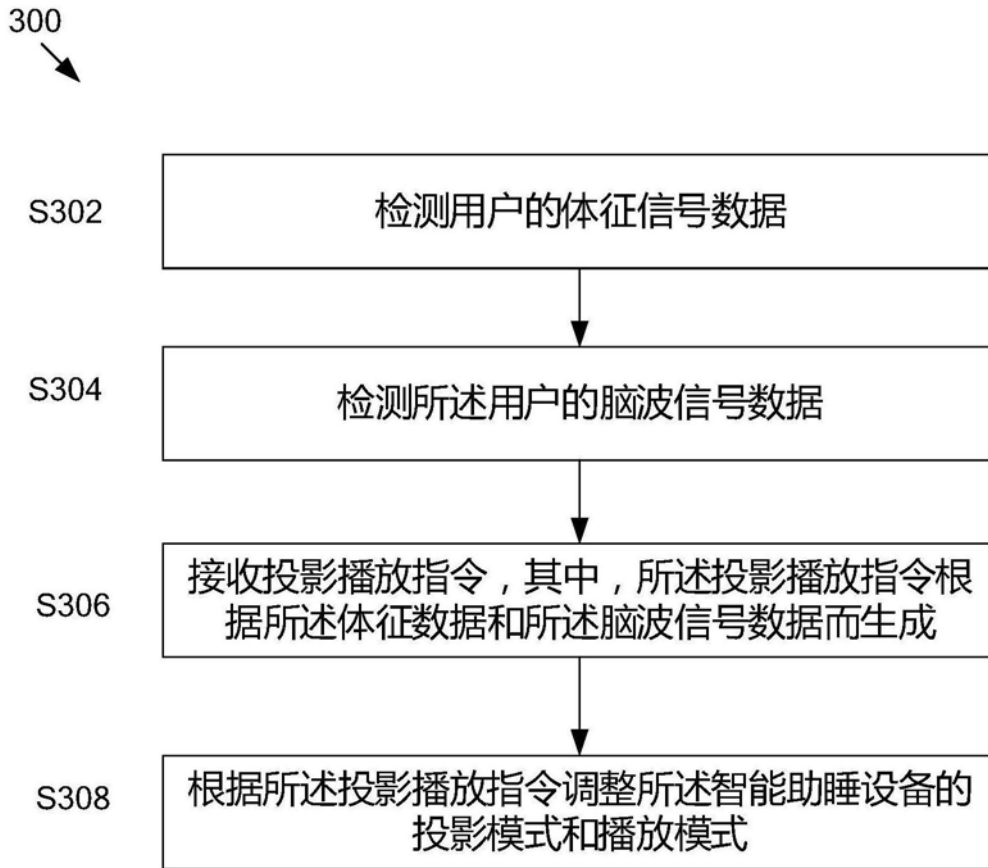 300
S302
检测用户的体征信号数据
S304
检测所述用户的脑波信号数据
S306
接收投影播放指令，其中，所述投影播放指令根
据所述体征数据和所述脑波信号数据而生成
S308
根据所述投影播放指令调整所述智能助睡设备的
投影模式和播放模式